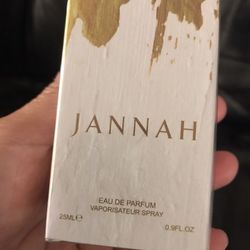 JANNAH
EAU DE PARFUM
VAPORISATEUR SPRAY
25ML℮ 0.9FL.OZ